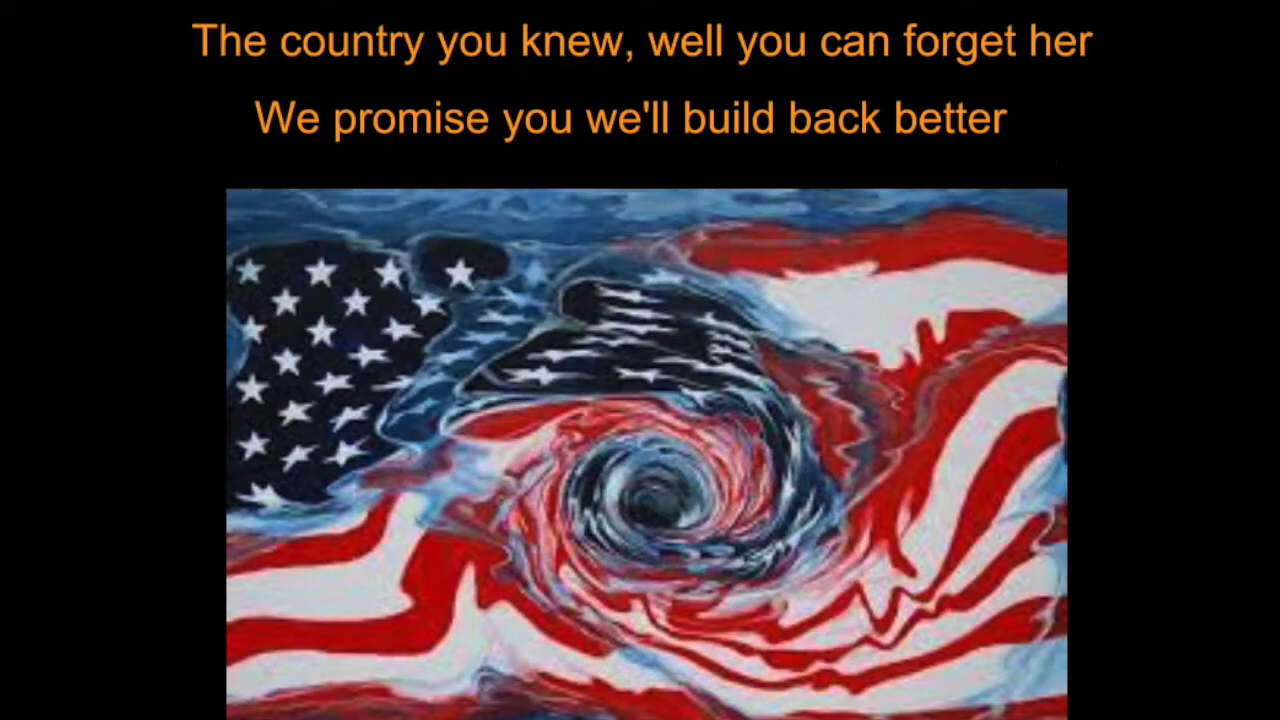 The country you knew, well you can forget her
We promise you we'll build back better